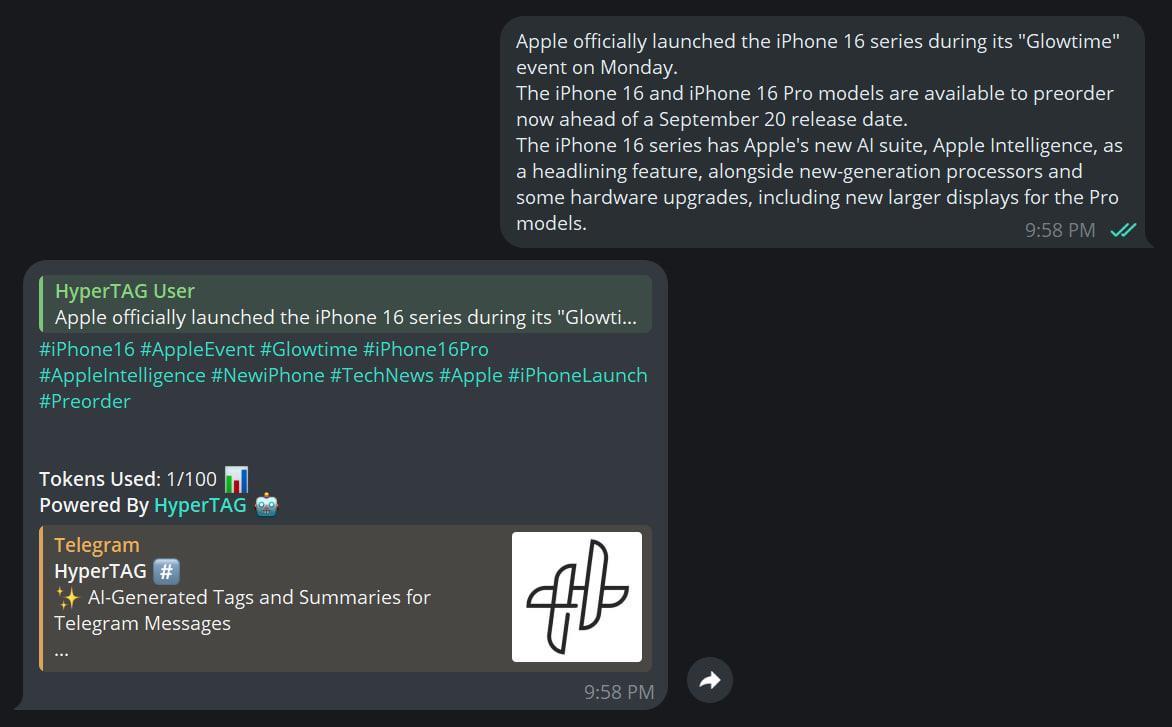 Apple officially launched the iPhone 16 series during its "Glowtime"
event on Monday.
The iPhone 16 and iPhone 16 Pro models are available to preorder
now ahead of a September 20 release date.
The iPhone 16 series has Apple's new AI suite, Apple Intelligence, as
a headlining feature, alongside new-generation processors and
some hardware upgrades, including new larger displays for the Pro
models.
9:58 PM
HyperTAG User
Apple officially launched the iPhone 16 series during its "Glowti...
#iPhone16 #AppleEvent #Glowtime #iPhone16Pro
#AppleIntelligence #NewiPhone #TechNews #Apple #iPhoneLaunch
#Preorder
Tokens Used: 1/100 📊
Powered By HyperTAG 🤖
Telegram
HyperTAG #️⃣
✨ AI-Generated Tags and Summaries for
Telegram Messages
...
9:58 PM